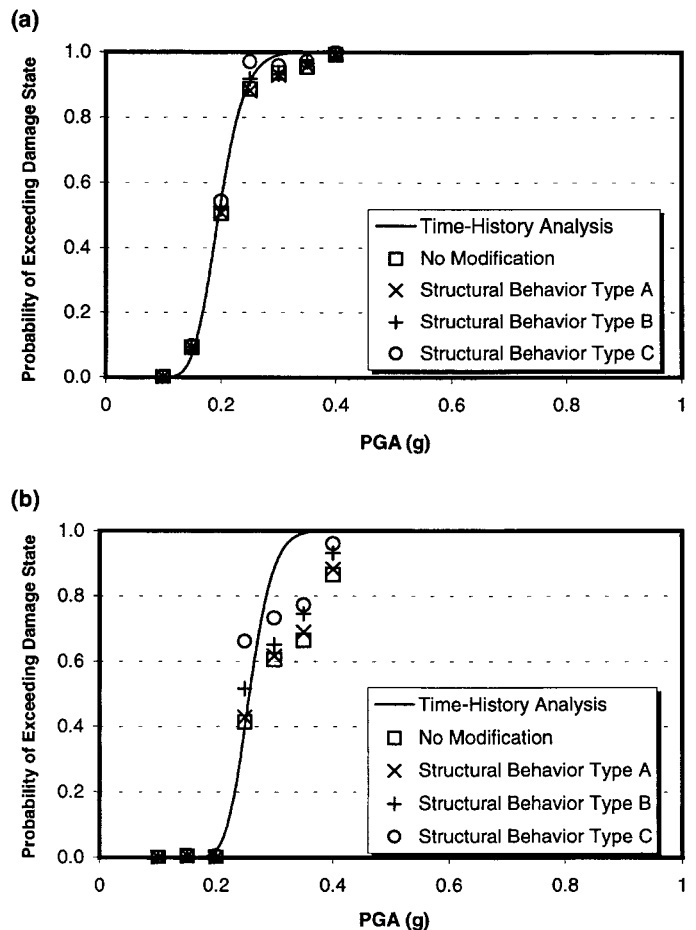 (a)
Probability of Exceeding Damage State
1.0
0.8
0.6
0.4
0.2
0.0
Time-History Analysis
No Modification
Structural Behavior Type A
Structural Behavior Type B
Structural Behavior Type C
0 0.2 0.4 0.6 0.8 1
PGA (g)
(b)
Probability of Exceeding Damage State
1.0
0.8
0.6
0.4
0.2
0.0
Time-History Analysis
No Modification
Structural Behavior Type A
Structural Behavior Type B
Structural Behavior Type C
0 0.2 0.4 0.6 0.8 1
PGA (g)